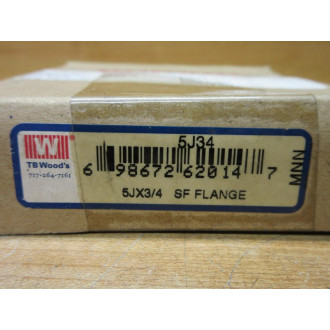 5J34
W
TB Wood's
717-264-7161
6 98672 62014 7
5JX3/4 SF FLANGE
MNN